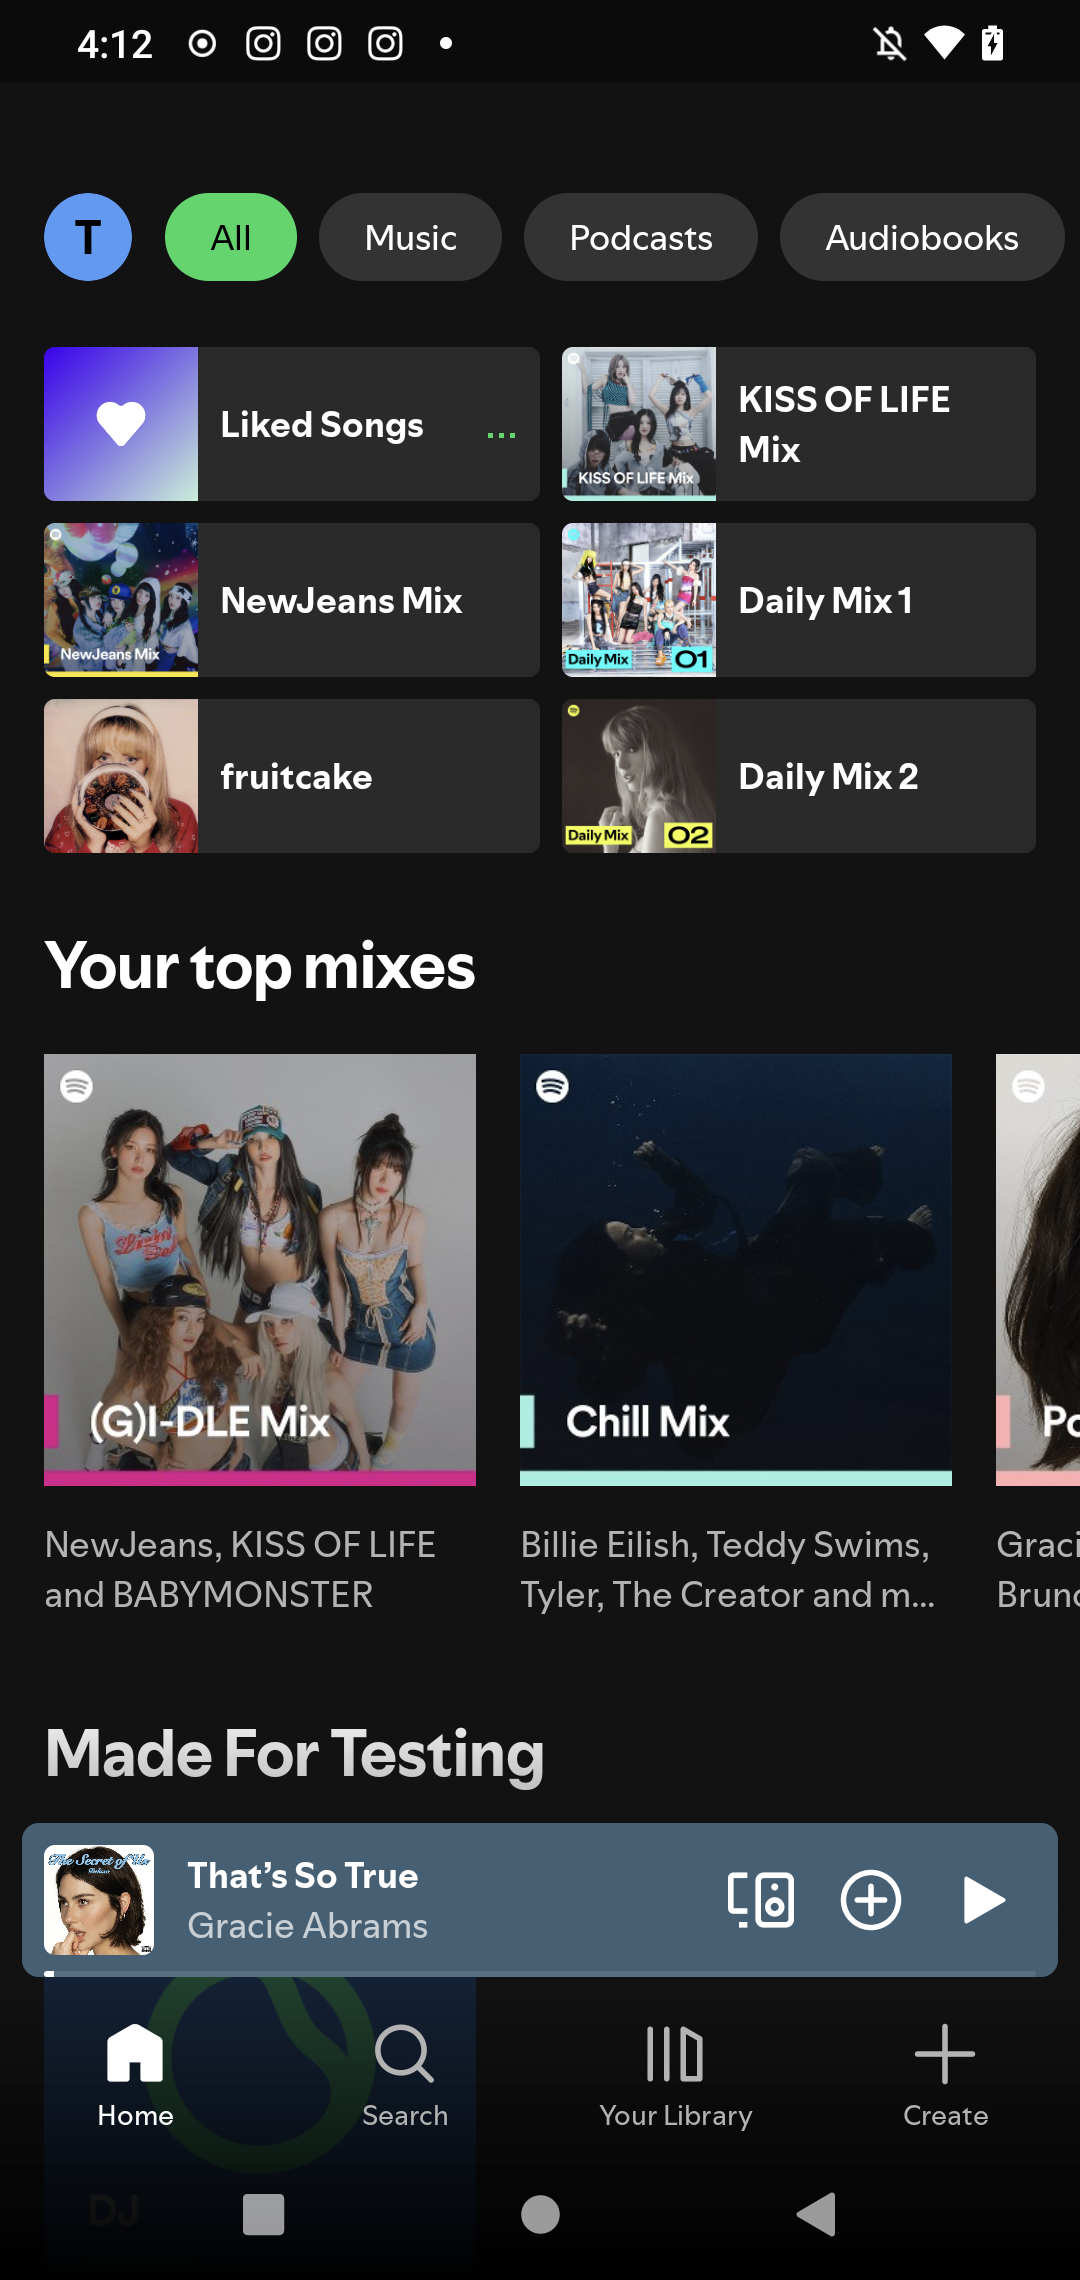 4:12
T
All
Music
Podcasts
Audiobooks
Liked Songs
KISS OF LIFE Mix
KISS OF LIFE
Mix
NewJeans Mix
NewJeans Mix
Daily Mix
01
Daily Mix 1
fruitcake
Daily Mix
02
Daily Mix 2
Your top mixes
(G)I-DLE Mix
Chill Mix
NewJeans, KISS OF LIFE
and BABYMONSTER
Billie Eilish, Teddy Swims,
Tyler, The Creator and m...
Made For Testing
The Secret of Us
That's So True
Gracie Abrams
Home
Search
Your Library
Create
DJ